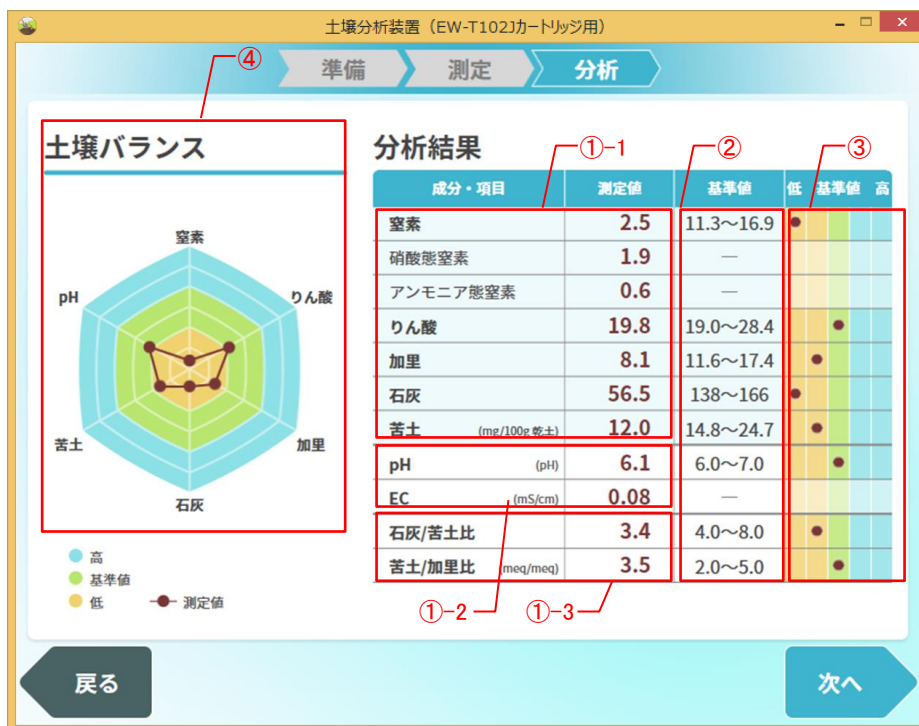 土壌分析装置（EW-T102Jカートリッジ用）
準備 測定 分析
④
土壌バランス
窒素
りん酸
加里
石灰
苦土
pH
高
基準値
低 測定値
分析結果
①-1 ② ③
成分・項目 測定値 基準値 低 基準値 高
窒素 2.5 11.3〜16.9
硝酸態窒素 1.9 —
アンモニア態窒素 0.6 —
りん酸 19.8 19.0〜28.4
加里 8.1 11.6〜17.4
石灰 56.5 138〜166
苦土 (mg/100g 乾土) 12.0 14.8〜24.7
pH (pH) 6.1 6.0〜7.0
EC (mS/cm) 0.08 —
石灰/苦土比 3.4 4.0〜8.0
苦土/加里比 (meq/meq) 3.5 2.0〜5.0
①-2 ①-3
戻る
次へ